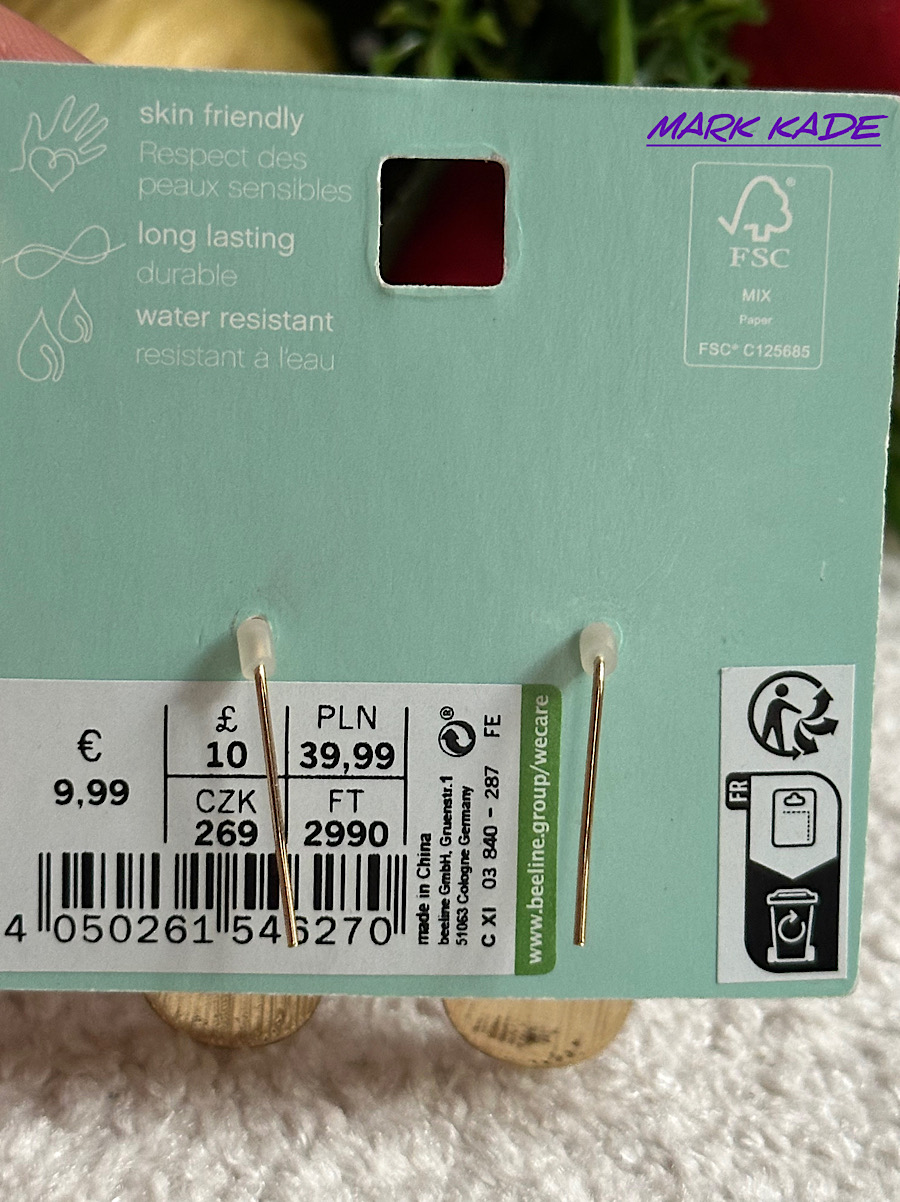 MARK KADE
skin friendly
Respect des
peaux sensibles
long lasting
durable
water resistant
resistant à l'eau
FSC®
MIX
Paper
FSC® C125685
€
9,99
£
10
PLN
39,99
CZK
269
FT
2990
4 050261 546270
made in China
beeline GmbH, Gruenstr.1
51063 Cologne Germany
C XI 03 840 - 287 FE
®
www.beeline.group/wecare
FR